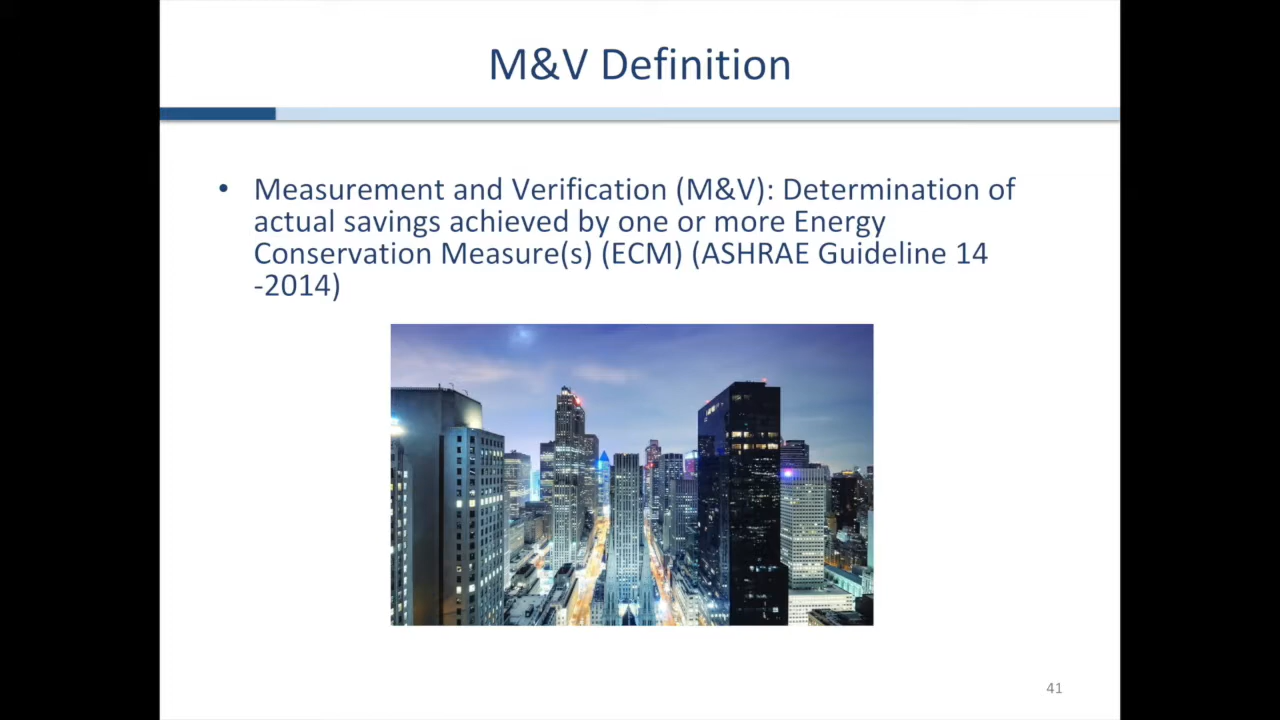 M&V Definition
• Measurement and Verification (M&V): Determination of
actual savings achieved by one or more Energy
Conservation Measure(s) (ECM) (ASHRAE Guideline 14
-2014)
41